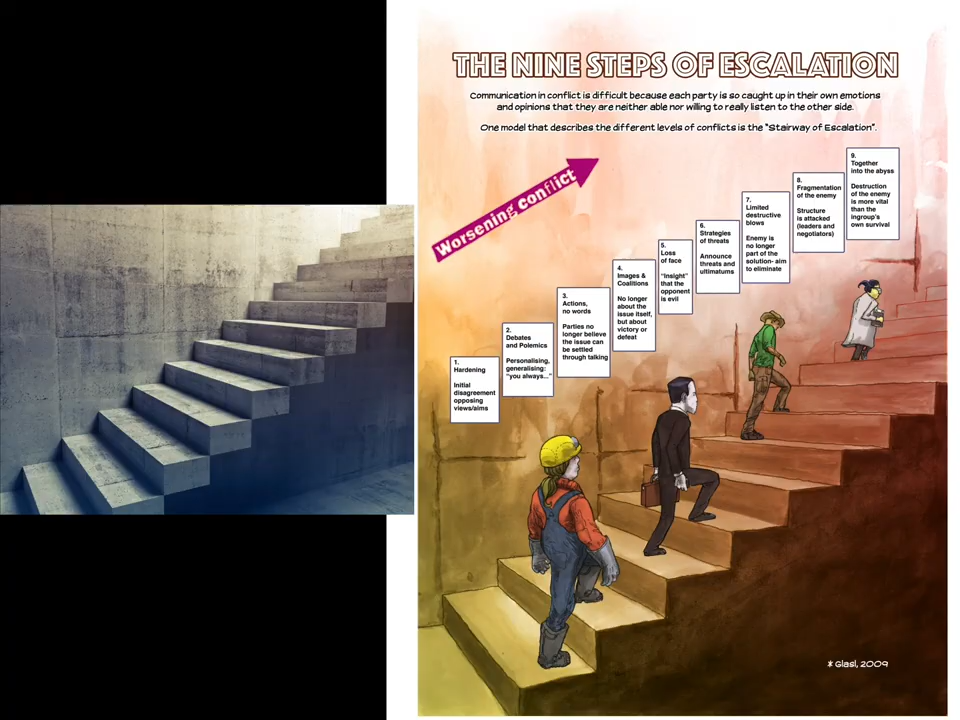 THE NINE STEPS OF ESCALATION
Communication in conflict is difficult because each party is so caught up in their own emotions
and opinions that they are neither able nor willing to really listen to the other side.
One model that describes the different levels of conflicts is the "Stairway of Escalation".
Worsening conflict
1.
Hardening
Initial
disagreement
opposing
views/aims
2.
Debates
and Polemics
Personalising,
generalising:
"you always..."
3.
Actions,
no words
Parties no
longer believe
the issue can
be settled
through talking
4.
Images &
Coalitions
No longer
about the
issue itself,
but about
victory or
defeat
5.
Loss
of face
"Insight"
that the
opponent
is evil
6.
Strategies
of threats
Announce
threats and
ultimatums
7.
Limited
destructive
blows
Enemy is
no longer
part of the
solution- aim
to eliminate
8.
Fragmentation
of the enemy
Structure
is attacked
(leaders and
negotiators)
9.
Together
into the abyss
Destruction
of the enemy
is more vital
than the
ingroup's
own survival
* Glasl, 2009